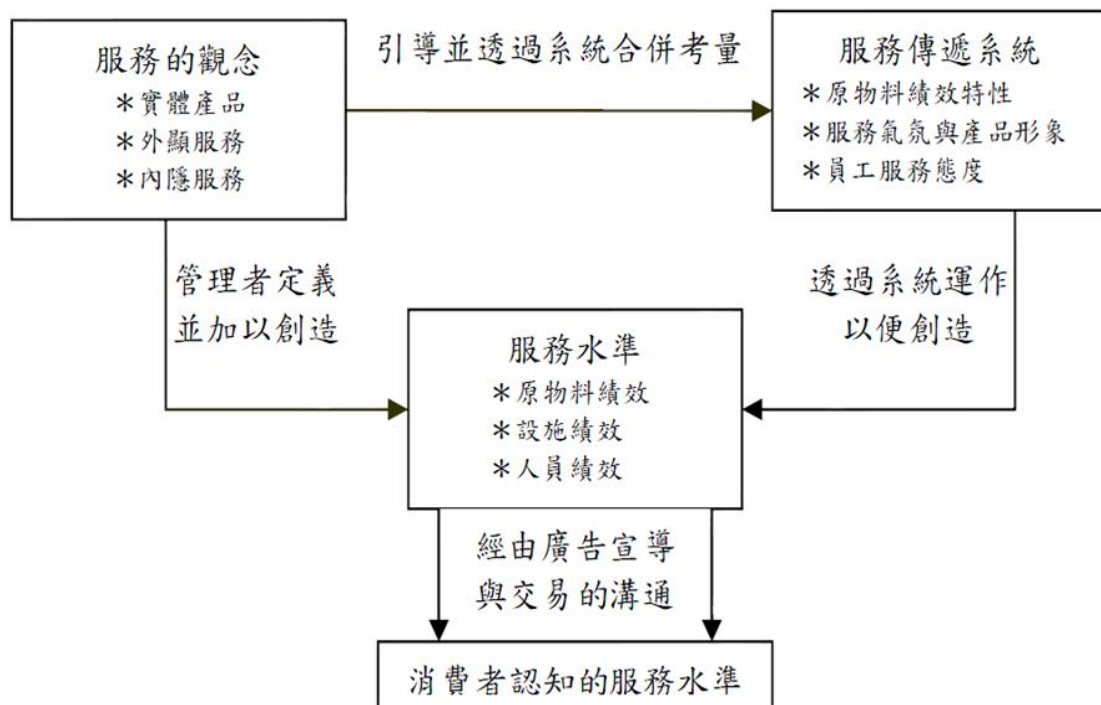 服務的觀念
＊實體產品
＊外顯服務
＊內隱服務
引導並透過系統合併考量
服務傳遞系統
＊原物料績效特性
＊服務氣氛與產品形象
＊員工服務態度
管理者定義
並加以創造
透過系統運作
以便創造
服務水準
＊原物料績效
＊設施績效
＊人員績效
經由廣告宣導
與交易的溝通
消費者認知的服務水準